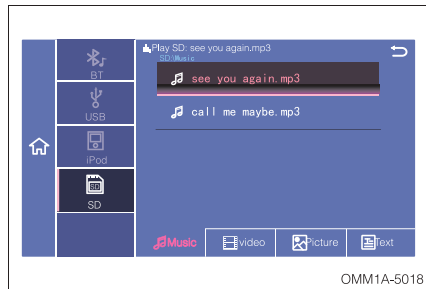 Play SD: see you again.mp3
SD:\Music
BT
see you again.mp3
USB
call me maybe.mp3
iPod
SD
SD
Music
video
Picture
Text
OMM1A-5018